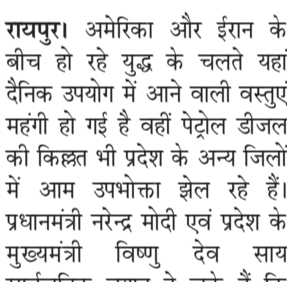 रायपुर। अमेरिका और ईरान के
बीच हो रहे युद्ध के चलते यहां
दैनिक उपयोग में आने वाली वस्तुएं
महंगी हो गई है वहीं पेट्रोल डीजल
की किल्लत भी प्रदेश के अन्य जिलों
में आम उपभोक्ता झेल रहे हैं।
प्रधानमंत्री नरेन्द्र मोदी एवं प्रदेश के
मुख्यमंत्री विष्णु देव साय